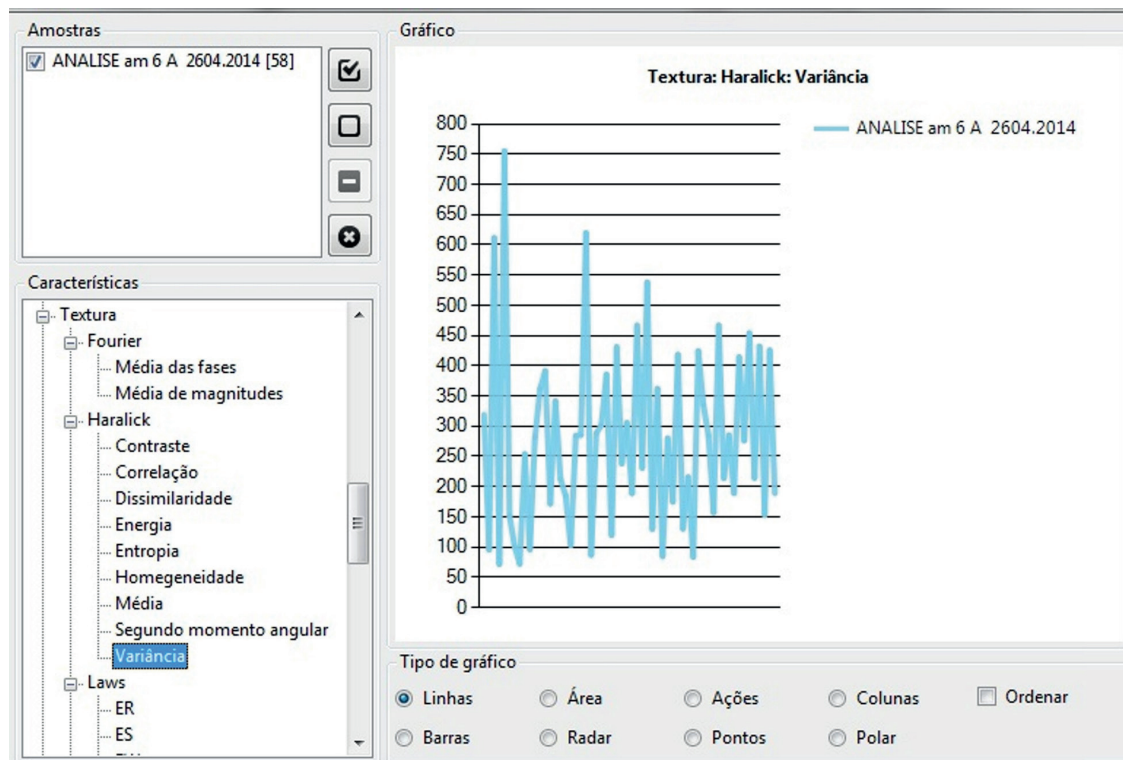 Amostras
ANALISE am 6 A 2604.2014 [58]
Características
Textura
Fourier
Média das fases
Média de magnitudes
Haralick
Contraste
Correlação
Dissimilaridade
Energia
Entropia
Homegeneidade
Média
Segundo momento angular
Variância
Laws
ER
ES
Gráfico
Textura: Haralick: Variância
800
750
700
650
600
550
500
450
400
350
300
250
200
150
100
50
0
ANALISE am 6 A 2604.2014
Tipo de gráfico
Linhas Área Ações Colunas Ordenar
Barras Radar Pontos Polar